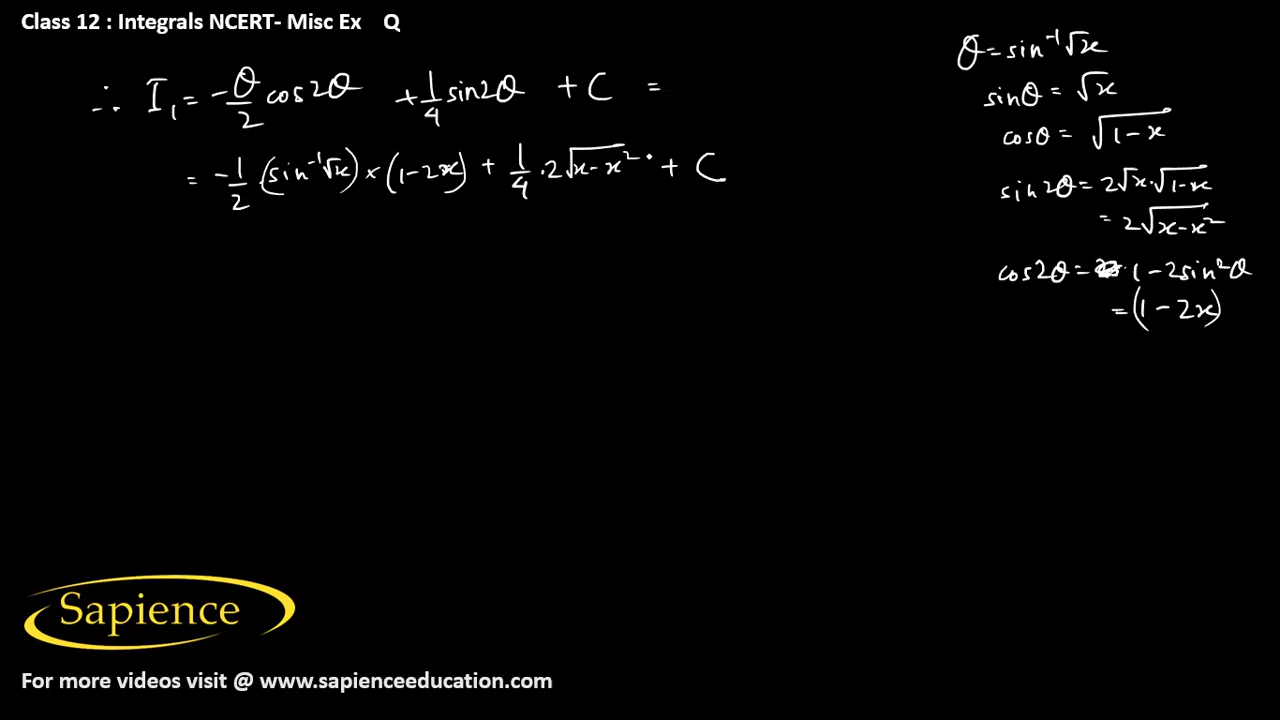 Class 12 : Integrals NCERT- Misc Ex Q
∴ I₁ = -θ/2 cos2θ + 1/4 sin2θ + C =
= -1/2 (sin⁻¹√x) × (1-2x) + 1/4 · 2√(x-x²) · + C
θ = sin⁻¹√x
sinθ = √x
cosθ = √(1-x)
sin2θ = 2√x · √(1-x)
= 2√(x-x²)
cos2θ = 1 - 2sin²θ
= (1 - 2x)
Sapience
For more videos visit @ www.sapienceeducation.com